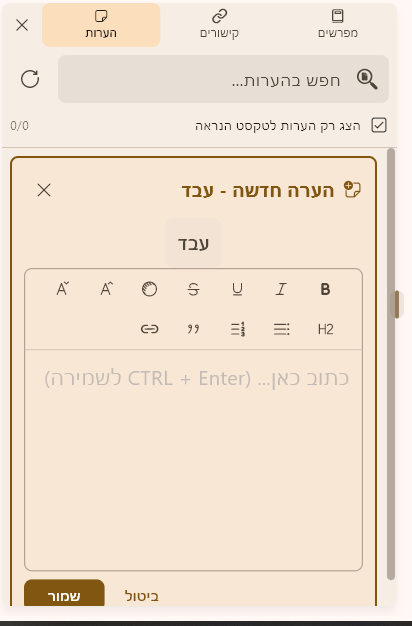 מפרשים קישורים הערות
חפש בהערות...
הצג רק הערות לטקסט הנראה 0/0
הערה חדשה - עבד
עבד
B I U S A A
H2
כתוב כאן... (CTRL + Enter לשמירה)
ביטול שמור